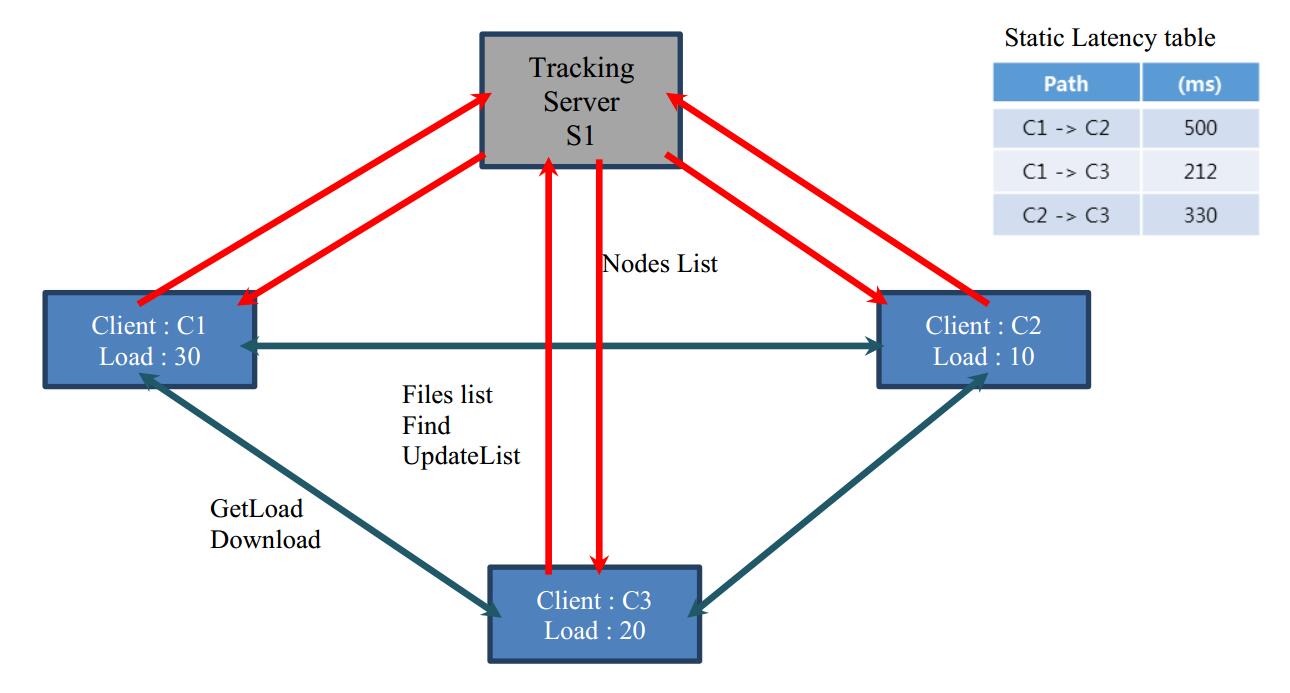 Static Latency table
Path (ms)
C1 -> C2 500
C1 -> C3 212
C2 -> C3 330
Tracking
Server
S1
Nodes List
Client : C1
Load : 30
Client : C2
Load : 10
Files list
Find
UpdateList
GetLoad
Download
Client : C3
Load : 20